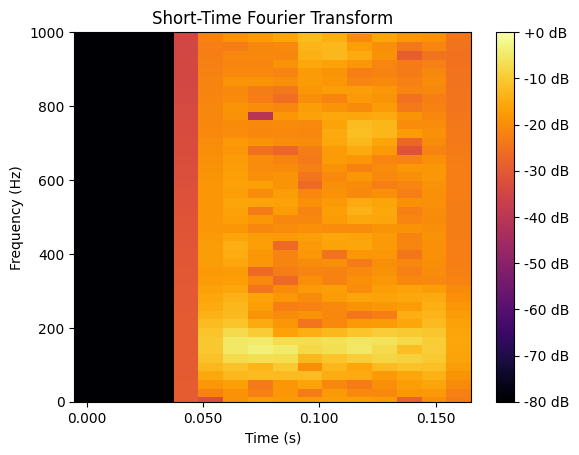 Short-Time Fourier Transform
Frequency (Hz)
1000
800
600
400
200
0
0.000
0.050
0.100
0.150
Time (s)
+0 dB
-10 dB
-20 dB
-30 dB
-40 dB
-50 dB
-60 dB
-70 dB
-80 dB